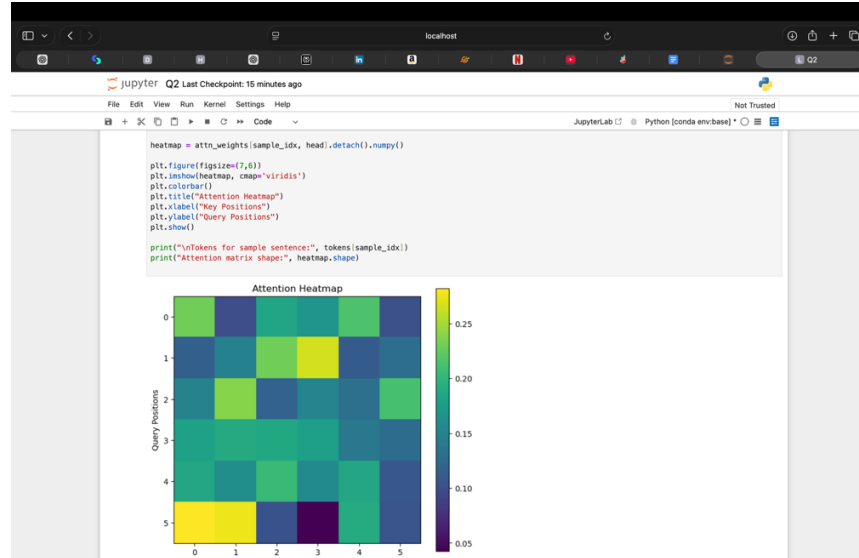 localhost
Q2
jupyter Q2 Last Checkpoint: 15 minutes ago
File Edit View Run Kernel Settings Help
Not Trusted
Code
JupyterLab
Python [conda env:base] *
heatmap = attn_weights[sample_idx, head].detach().numpy()
plt.figure(figsize=(7,6))
plt.imshow(heatmap, cmap='viridis')
plt.colorbar()
plt.title("Attention Heatmap")
plt.xlabel("Key Positions")
plt.ylabel("Query Positions")
plt.show()
print("\nTokens for sample sentence:", tokens[sample_idx])
print("Attention matrix shape:", heatmap.shape)
Attention Heatmap
Query Positions
0
1
2
3
4
5
0 1 2 3 4 5
0.25
0.20
0.15
0.10
0.05